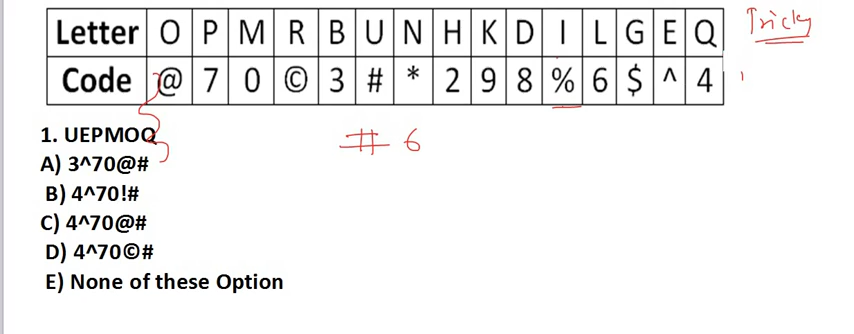 Letter O P M R B U N H K D I L G E Q
Tricky
Code @ 7 0 © 3 # * 2 9 8 % 6 $ ^ 4
1. UEPMOQ
# 6
A) 3^70@#
B) 4^70!#
C) 4^70@#
D) 4^70©#
E) None of these Option